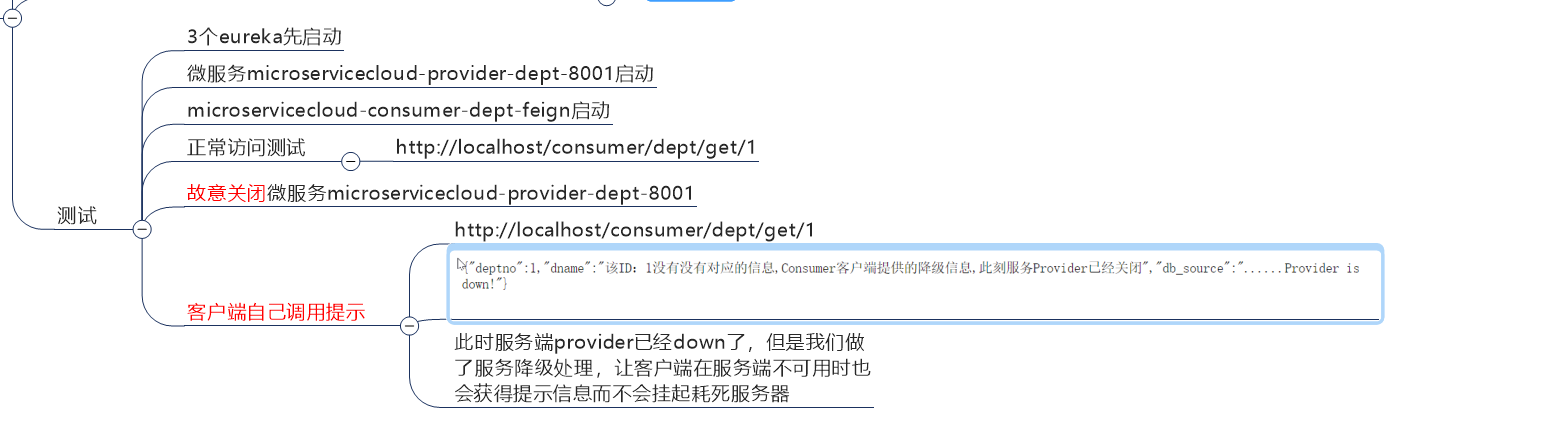 3个eureka先启动
微服务microservicecloud-provider-dept-8001启动
microservicecloud-consumer-dept-feign启动
正常访问测试
http://localhost/consumer/dept/get/1
故意关闭微服务microservicecloud-provider-dept-8001
测试
http://localhost/consumer/dept/get/1
{"deptno":1,"dname":"该ID：1没有没有对应的信息,Consumer客户端提供的降级信息,此刻服务Provider已经关闭","db_source":"......Provider is
down!"}
客户端自己调用提示
此时服务端provider已经down了，但是我们做
了服务降级处理，让客户端在服务端不可用时也
会获得提示信息而不会挂起耗死服务器